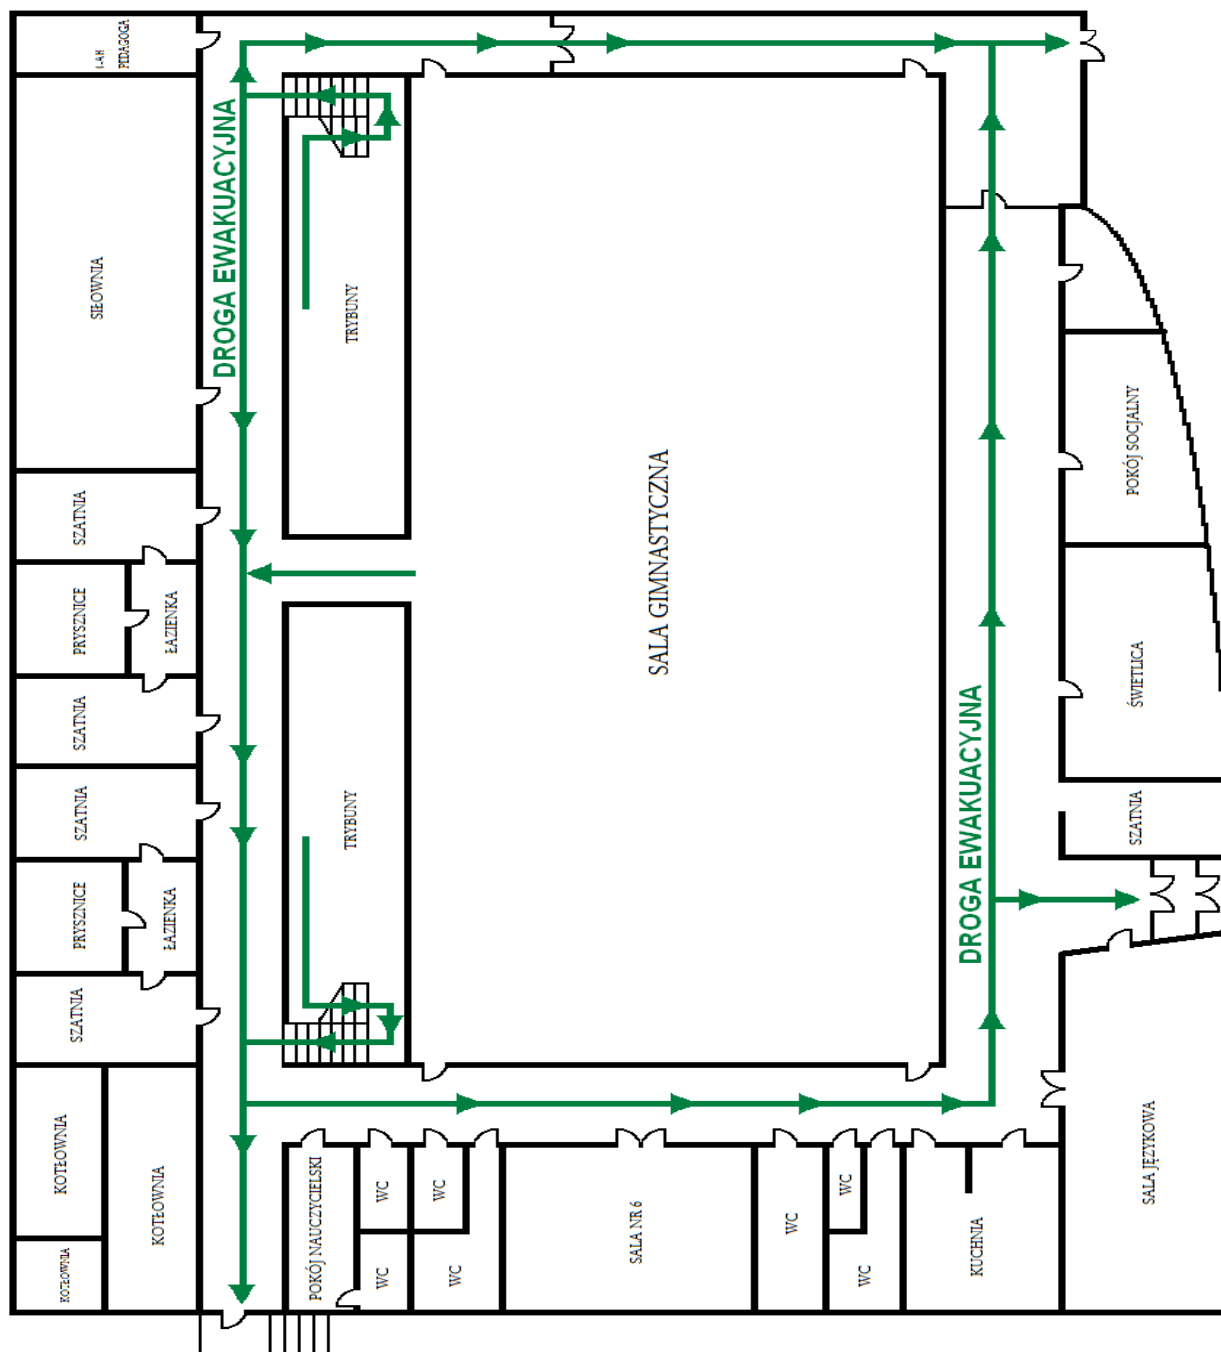 PIDAGOGA
SIŁOWNIA
DROGA EWAKUACYJNA
TRYBUNY
SALA GIMNASTYCZNA
POKÓJ SOCJALNY
SZATNIA
PRYSZNICE
ŁAZIENKA
SZATNIA
ŚWIETLICA
DROGA EWAKUACYJNA
SZATNIA
TRYBUNY
SZATNIA
PRYSZNICE
ŁAZIENKA
SZATNIA
KOTŁOWNIA
KOTŁOWNIA
KOTŁOWNIA
POKÓJ NAUCZYCIELSKI
WC
WC
WC
WC
SALA NR 6
WC
WC
WC
KUCHNIA
SALA JĘZYKOWA